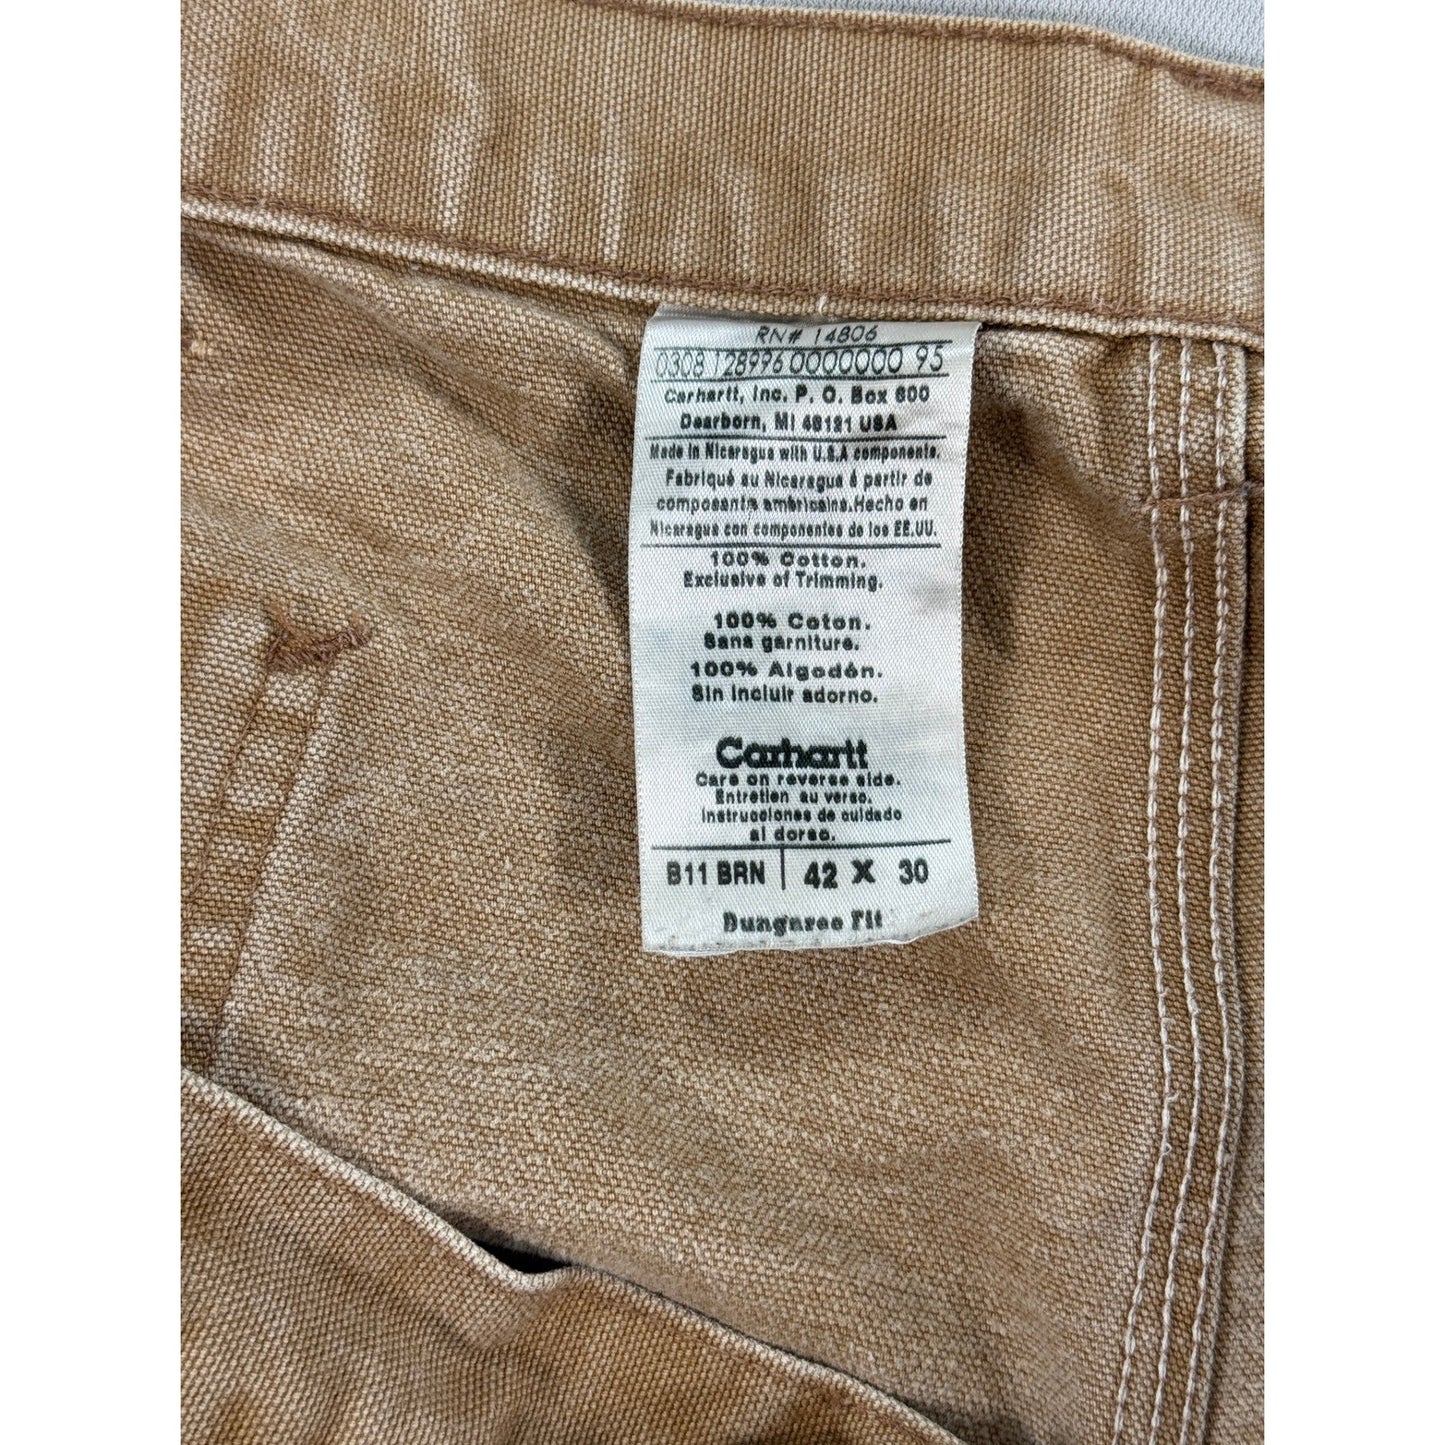 RN# 14806
0308 128996 0000000 95
Carhartt, Inc. P. O. Box 600
Dearborn, MI 48121 USA
Made in Nicaragua with U.S.A components.
Fabriqué au Nicaragua á partir de
composants américains.Hecho en
Nicaragua con componentes de los EE.UU.
100% Cotton.
Exclusive of Trimming.
100% Coton.
Sans garniture.
100% Algodón.
Sin incluir adorno.
Carhartt
Care on reverse side.
Entretien au verso.
Instrucciones de cuidado
al dorso.
B11 BRN | 42 X 30
Dungaree Fit